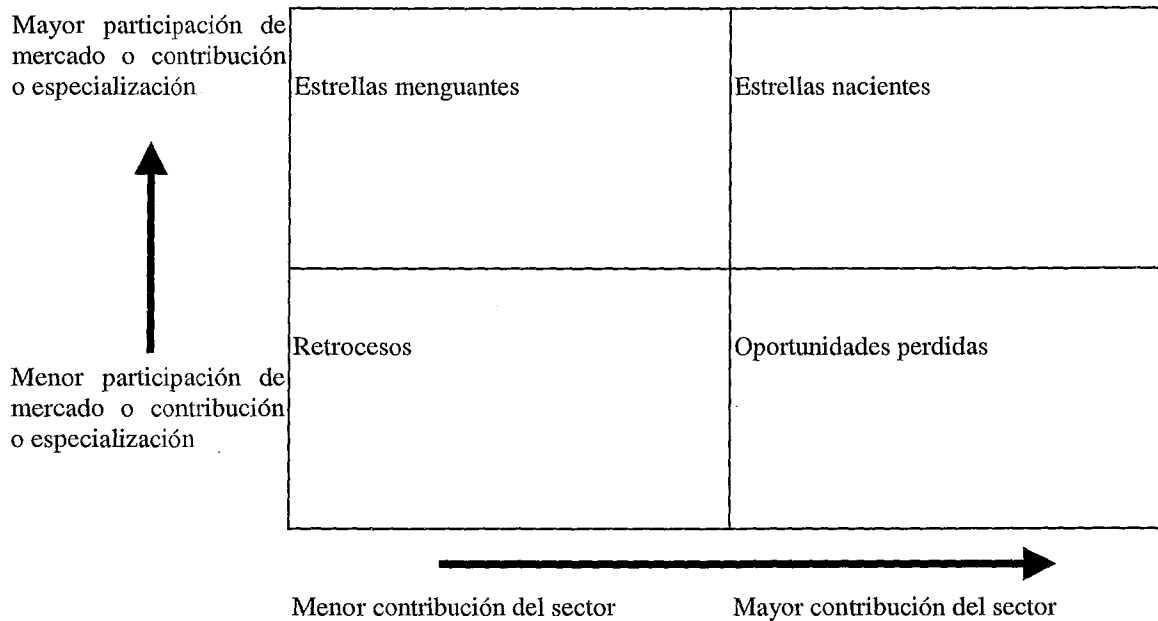 Mayor participación de
mercado o contribución
o especialización
Estrellas menguantes
Estrellas nacientes
Retrocesos
Oportunidades perdidas
Menor participación de
mercado o contribución
o especialización
Menor contribución del sector
Mayor contribución del sector